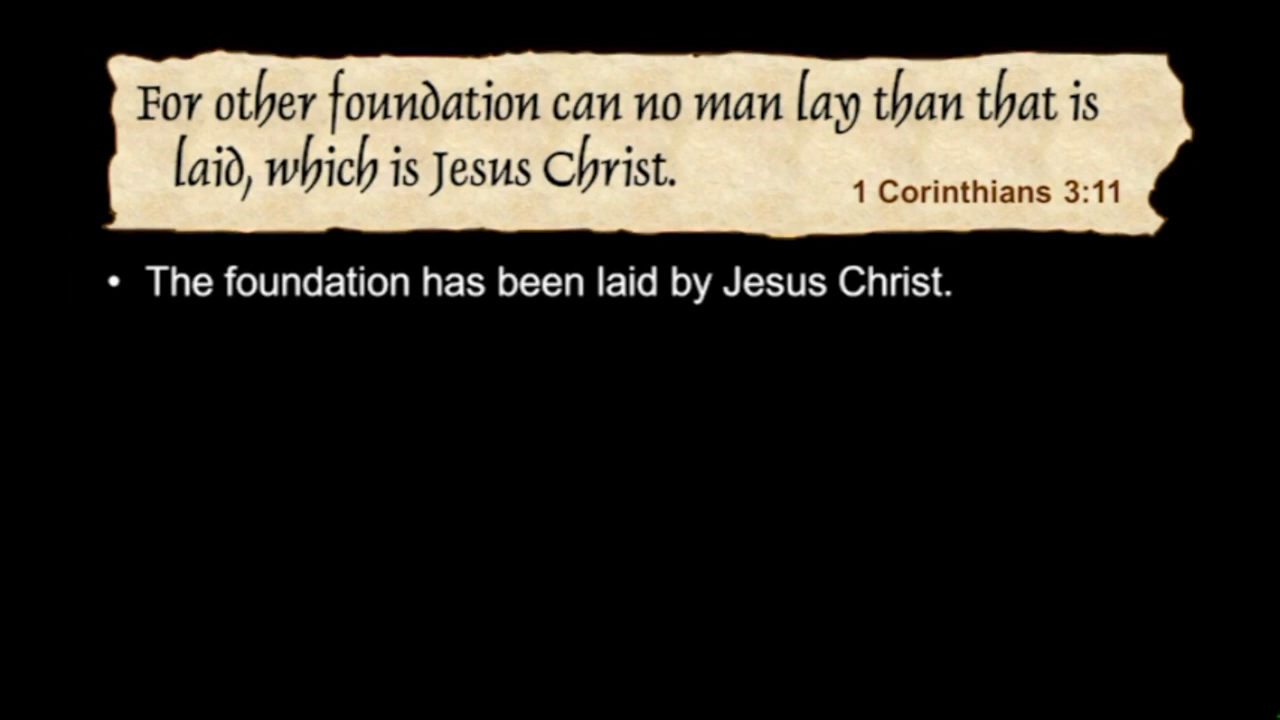 For other foundation can no man lay than that is
laid, which is Jesus Christ.
1 Corinthians 3:11
• The foundation has been laid by Jesus Christ.